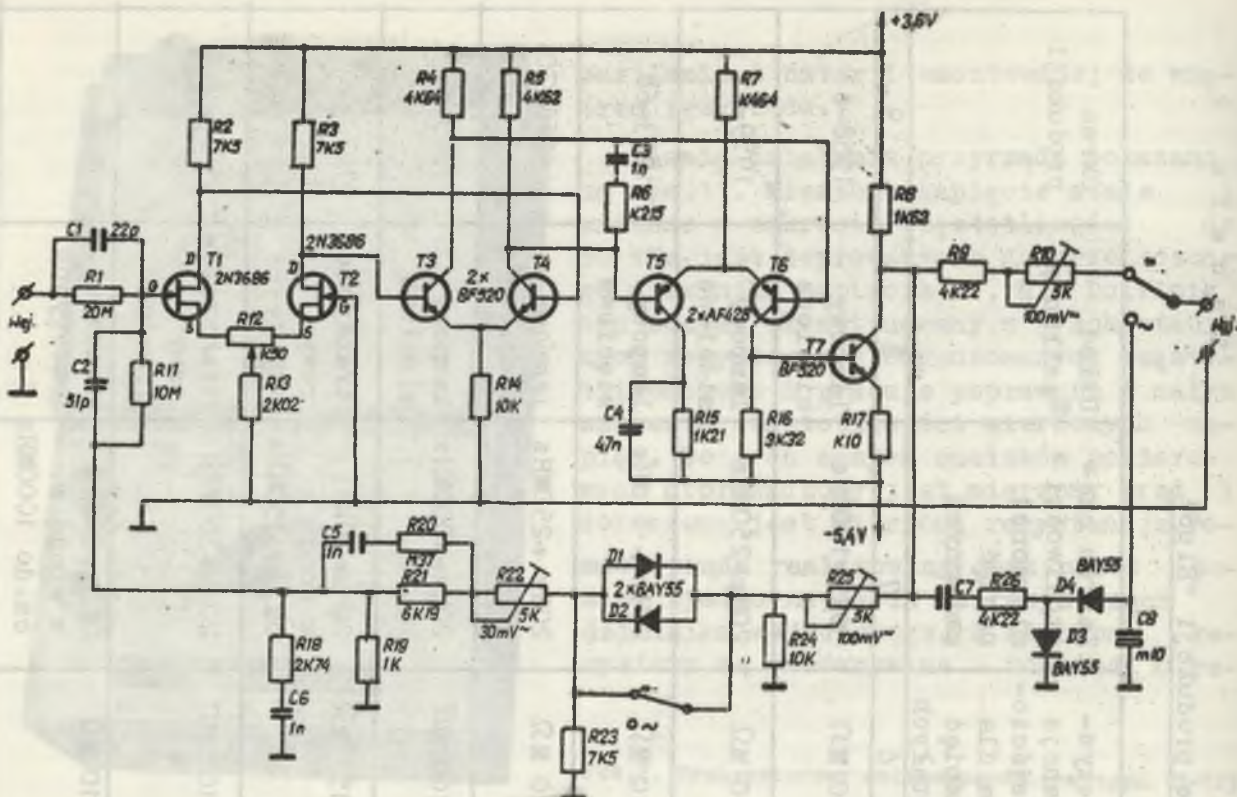 +3,6V
R4
4K64
R5
4K62
R7
K464
R2
7K5
R3
7K5
C3
1n
R6
K215
R8
1K62
C1
22p
R1
20M
Wej.
D
T1
2N3686
G
S
2N3686
D
T2
G
S
R12
T3
2×
BF520
T4
T5
T6
2×AF426
T7
BF520
R9
4K22
R10
5K
100mV~
~
C2
51p
R11
10M
R13
2K02
R14
10K
C4
47n
R15
1K21
R16
3K32
R17
K10
-5,4V
C5
1n
R20
M37
R21
6K19
R22
5K
30mV~
D1
2×BAY55
D2
R25
5K
100mV~
R24
10K
C7
R26
4K22
D4
BAY55
D3
BAY55
C8
m10
R18
2K74
C6
1n
R19
1K
R23
7K5
~